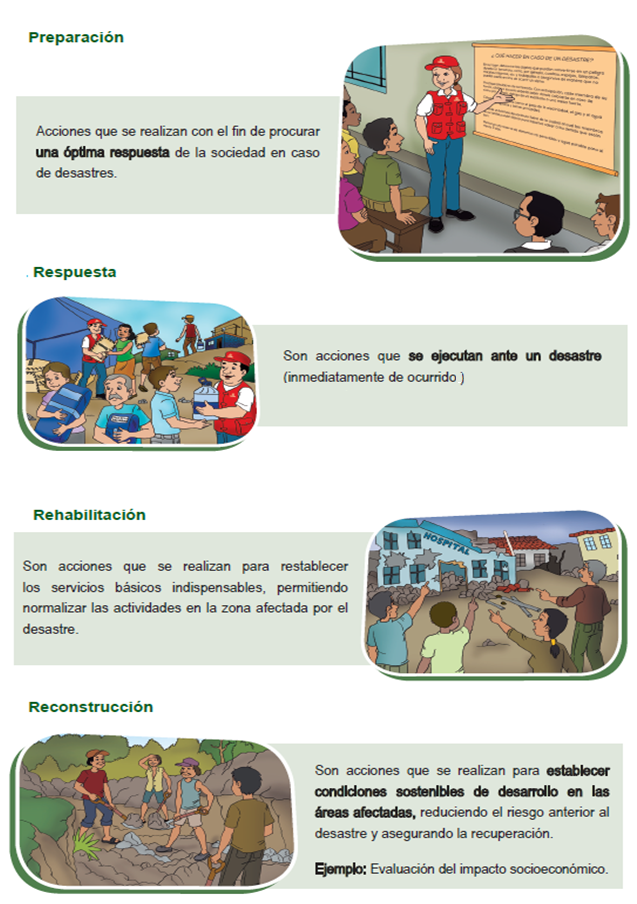 Preparación
Acciones que se realizan con el fin de procurar
una óptima respuesta de la sociedad en caso
de desastres.
¿ QUÉ HACER EN CASO DE UN DESASTRE?
. Respuesta
Son acciones que se ejecutan ante un desastre
(inmediatamente de ocurrido )
Rehabilitación
Son acciones que se realizan para restablecer
los servicios básicos indispensables, permitiendo
normalizar las actividades en la zona afectada por el
desastre.
HOSPITAL
Reconstrucción
Son acciones que se realizan para establecer
condiciones sostenibles de desarrollo en las
áreas afectadas, reduciendo el riesgo anterior al
desastre y asegurando la recuperación.
Ejemplo: Evaluación del impacto socioeconómico.